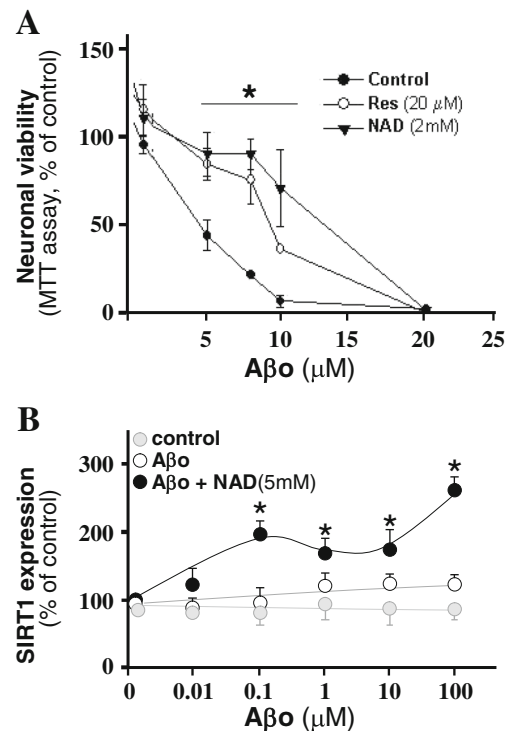 A
Neuronal viability
(MTT assay, % of control)
150
100
50
0
*
Control
Res (20 μM)
NAD (2mM)
5
10
15
20
25
Aβo (μM)
B
SIRT1 expression
(% of control)
300
200
100
0
control
Aβo
Aβo + NAD(5mM)
*
*
*
*
0
0.01
0.1
1
10
100
Aβo (μM)